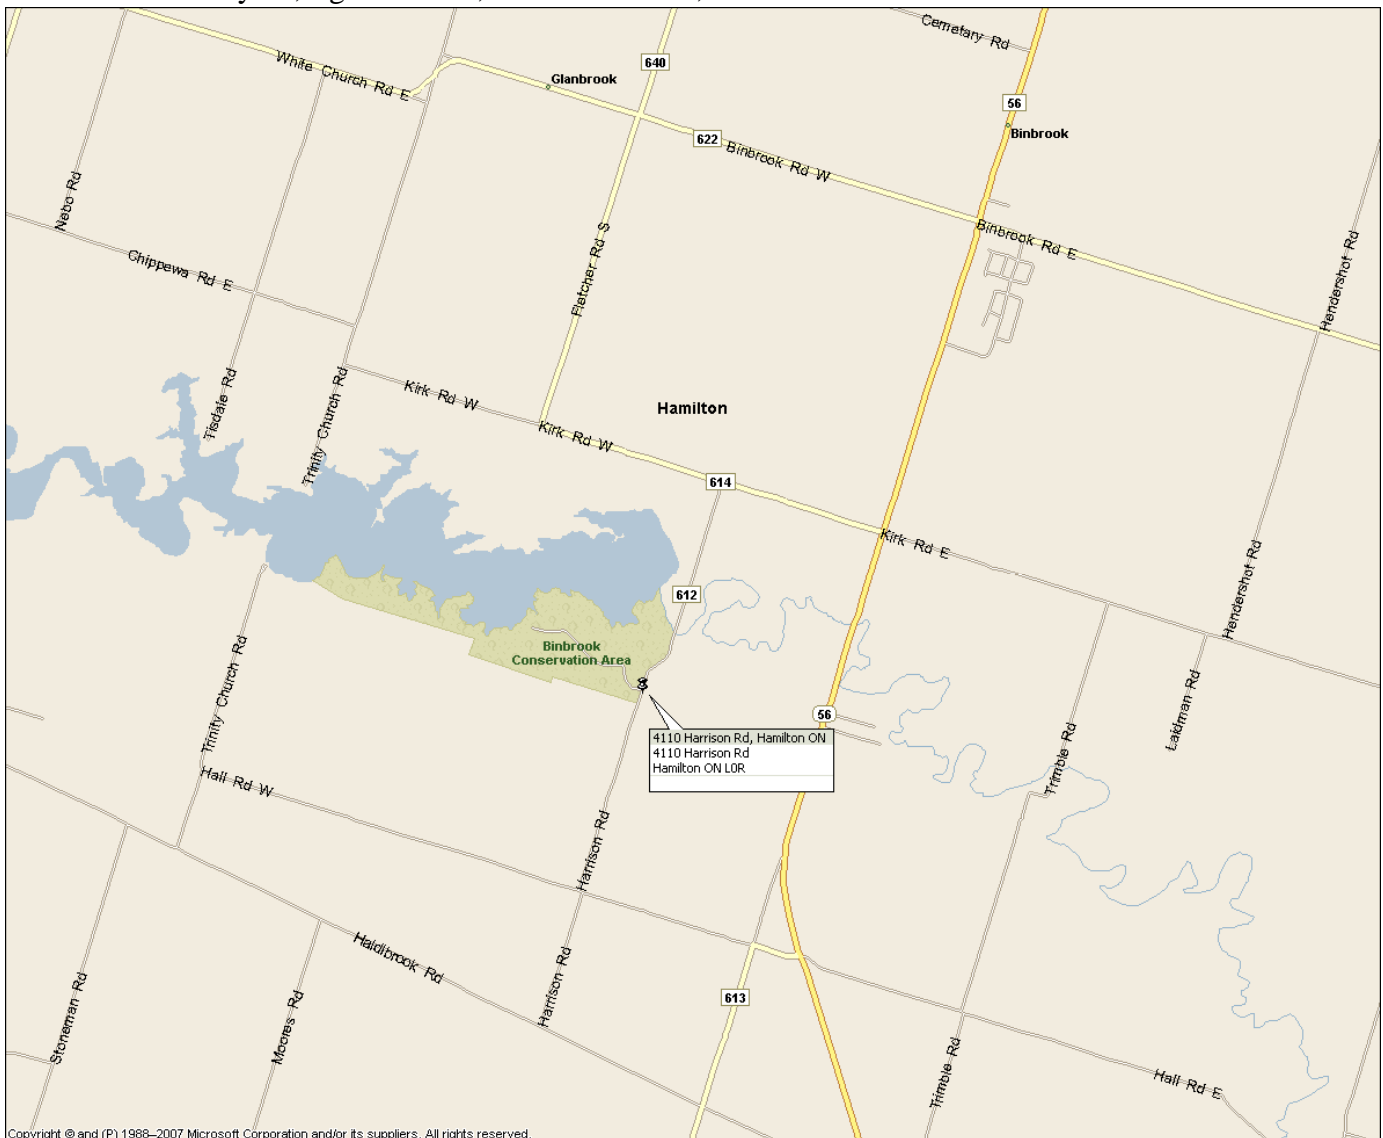 Cemetary Rd
White Church Rd E
640
Glanbrook
56
Binbrook
622
Binbrook Rd W
Nebo Rd
Binbrook Rd E
Fletcher Rd S
Hendershot Rd
Chippewa Rd E
Tisdale Rd
Trinity Church Rd
Kirk Rd W
Hamilton
Kirk Rd W
614
Kirk Rd E
612
Hendershot Rd
Binbrook
Conservation Area
Trinity Church Rd
Laidman Rd
56
4110 Harrison Rd, Hamilton ON
4110 Harrison Rd
Hamilton ON L0R
Trimble Rd
Hall Rd W
Harrison Rd
Haldibrook Rd
Harrison Rd
613
Stoneman Rd
Moores Rd
Trimble Rd
Hall Rd E
Copyright © and (P) 1988–2007 Microsoft Corporation and/or its suppliers. All rights reserved.